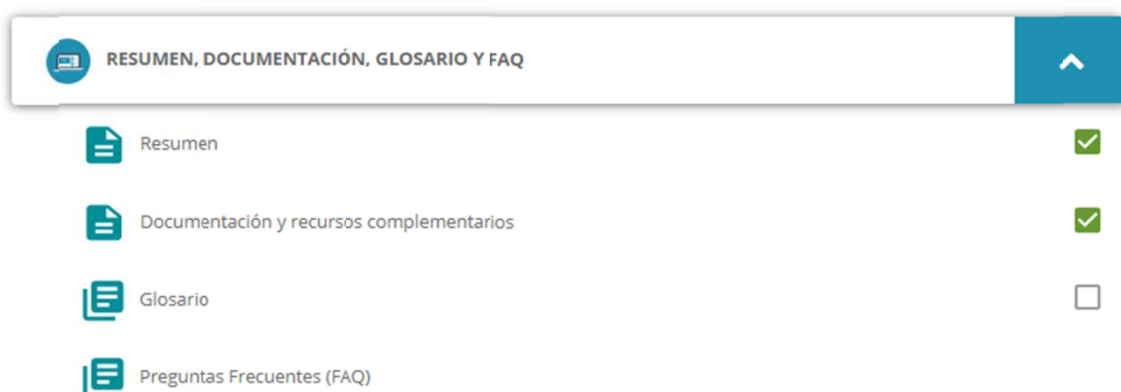 RESUMEN, DOCUMENTACIÓN, GLOSARIO Y FAQ
Resumen
Documentación y recursos complementarios
Glosario
Preguntas Frecuentes (FAQ)